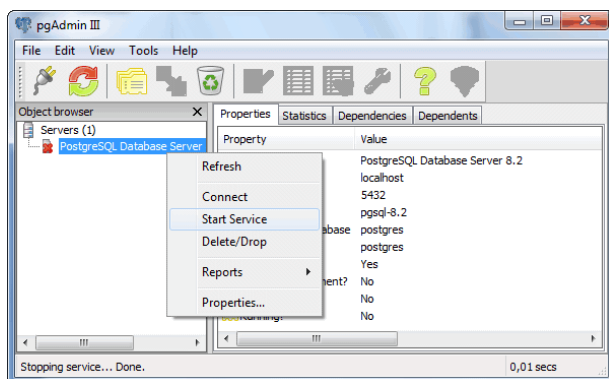 pgAdmin III
File Edit View Tools Help
Object browser X
Servers (1)
PostgreSQL Database Server
Refresh
Connect
Start Service
Delete/Drop
Reports
Properties...
Properties Statistics Dependencies Dependents
Property Value
PostgreSQL Database Server 8.2
localhost
5432
pgsql-8.2
postgres
postgres
Yes
No
No
No
Stopping service... Done. 0,01 secs